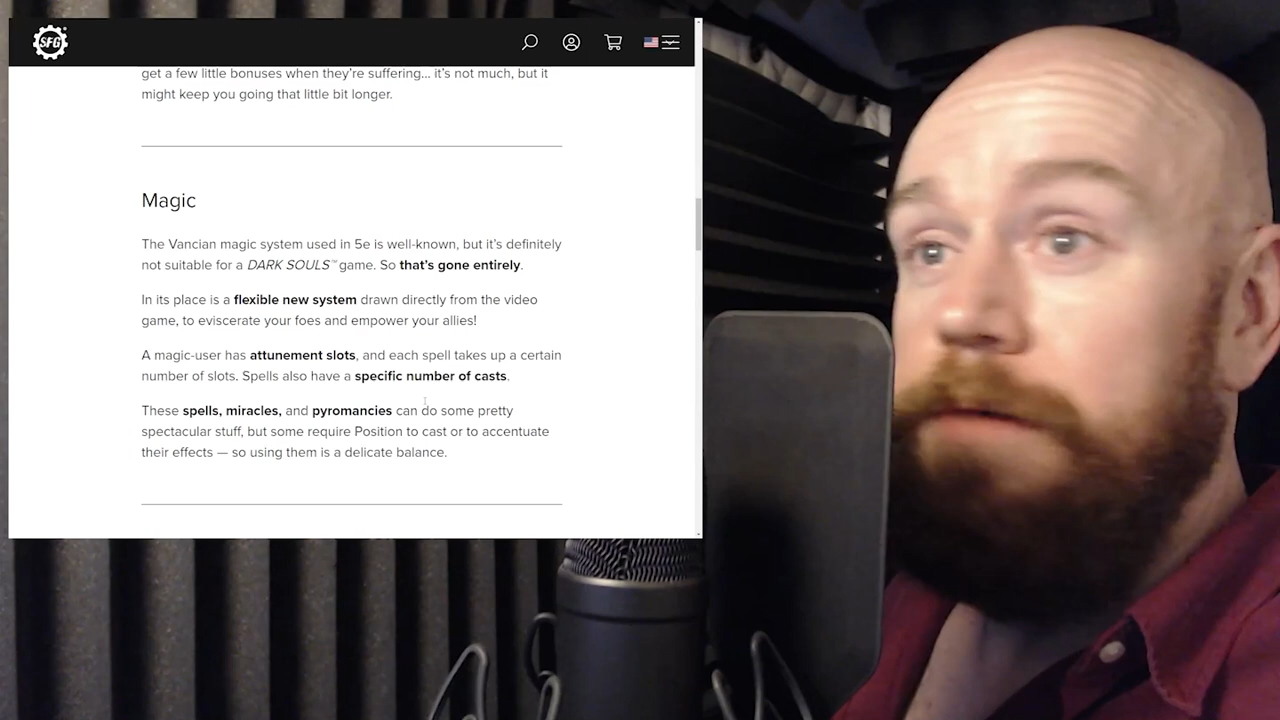 SFG
get a few little bonuses when they're suffering... it's not much, but it
might keep you going that little bit longer.
Magic
The Vancian magic system used in 5e is well-known, but it's definitely
not suitable for a DARK SOULS™ game. So that's gone entirely.
In its place is a flexible new system drawn directly from the video
game, to eviscerate your foes and empower your allies!
A magic-user has attunement slots, and each spell takes up a certain
number of slots. Spells also have a specific number of casts.
These spells, miracles, and pyromancies can do some pretty
spectacular stuff, but some require Position to cast or to accentuate
their effects — so using them is a delicate balance.